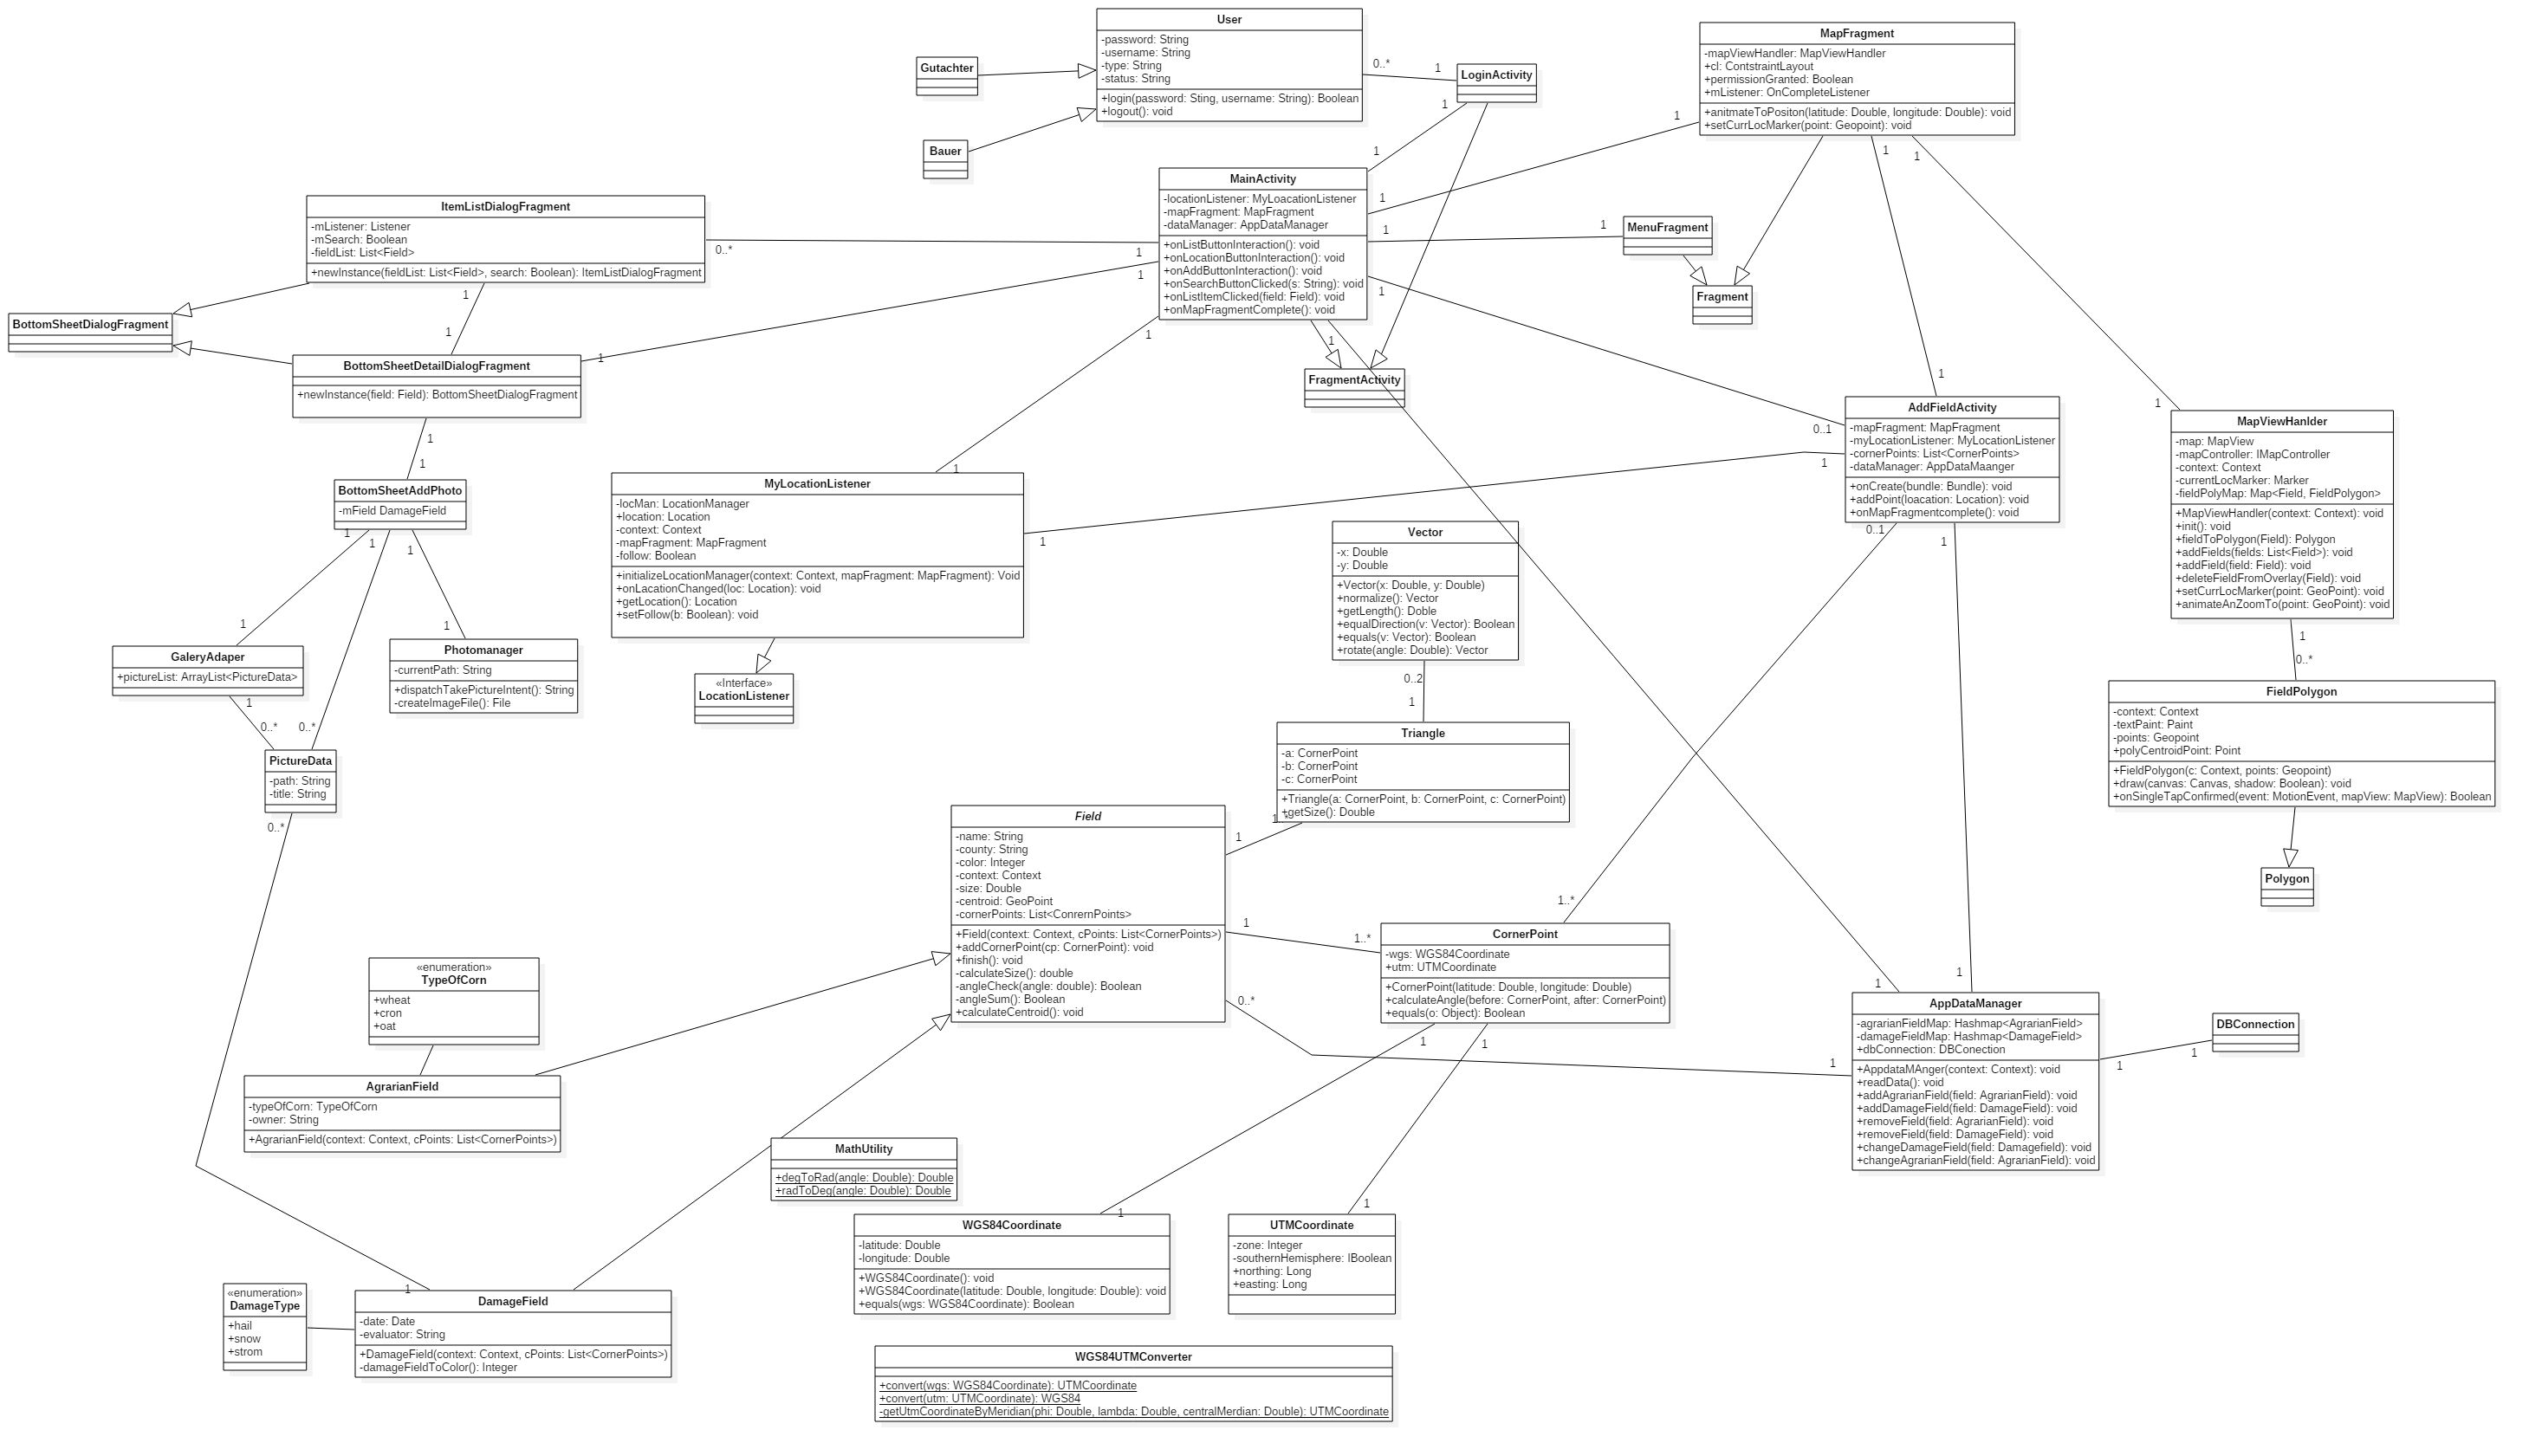 User
-password: String
-username: String
-type: String
-status: String
+login(password: Sting, username: String): Boolean
+logout(): void
Gutachter
Bauer
0..*
1
LoginActivity
1
1
MapFragment
-mapViewHandler: MapViewHandler
+cl: ContstraintLayout
+permissionGranted: Boolean
+mListener: OnCompleteListener
+anitmateToPositon(latitude: Double, longitude: Double): void
+setCurrLocMarker(point: Geopoint): void
1
1
1
1
MainActivity
-locationListener: MyLoacationListener
-mapFragment: MapFragment
-dataManager: AppDataManager
+onListButtonInteraction(): void
+onLocationButtonInteraction(): void
+onAddButtonInteraction(): void
+onSearchButtonClicked(s: String): void
+onListItemClicked(field: Field): void
+onMapFragmentComplete(): void
1
1
MenuFragment
Fragment
ItemListDialogFragment
-mListener: Listener
-mSearch: Boolean
-fieldList: List<Field>
+newInstance(fieldList: List<Field>, search: Boolean): ItemListDialogFragment
0..*
1
1
1
1
1
1
1
1
BottomSheetDialogFragment
BottomSheetDetailDialogFragment
+newInstance(field: Field): BottomSheetDialogFragment
FragmentActivity
1
1
0..1
1
AddFieldActivity
-mapFragment: MapFragment
-myLocationListener: MyLocationListener
-cornerPoints: List<CornerPoints>
-dataManager: AppDataMaanger
+onCreate(bundle: Bundle): void
+addPoint(loacation: Location): void
+onMapFragmentcomplete(): void
1
0..1
1
MapViewHanlder
-map: MapView
-mapController: IMapController
-context: Context
-currentLocMarker: Marker
-fieldPolyMap: Map<Field, FieldPolygon>
+MapViewHandler(context: Context): void
+init(): void
+fieldToPolygon(Field): Polygon
+addFields(fields: List<Field>): void
+addField(field: Field): void
+deleteFieldFromOverlay(Field): void
+setCurrLocMarker(point: GeoPoint): void
+animateAnZoomTo(point: GeoPoint): void
1
0..*
1
1
BottomSheetAddPhoto
-mField DamageField
1
1
1
1
1
MyLocationListener
-locMan: LocationManager
+location: Location
-context: Context
-mapFragment: MapFragment
-follow: Boolean
+initializeLocationManager(context: Context, mapFragment: MapFragment): Void
+onLacationChanged(loc: Location): void
+getLocation(): Location
+setFollow(b: Boolean): void
1
1
«Interface»
LocationListener
Vector
-x: Double
-y: Double
+Vector(x: Double, y: Double)
+normalize(): Vector
+getLength(): Doble
+equalDirection(v: Vector): Boolean
+equals(v: Vector): Boolean
+rotate(angle: Double): Vector
0..2
1
GaleryAdaper
+pictureList: ArrayList<PictureData>
1
0..*
0..*
Photomanager
-currentPath: String
+dispatchTakePictureIntent(): String
-createImageFile(): File
PictureData
-path: String
-title: String
0..*
Triangle
-a: CornerPoint
-b: CornerPoint
-c: CornerPoint
+Triangle(a: CornerPoint, b: CornerPoint, c: CornerPoint)
+getSize(): Double
1..*
1
FieldPolygon
-context: Context
-textPaint: Paint
-points: Geopoint
+polyCentroidPoint: Point
+FieldPolygon(c: Context, points: Geopoint)
+draw(canvas: Canvas, shadow: Boolean): void
+onSingleTapConfirmed(event: MotionEvent, mapView: MapView): Boolean
Polygon
Field
-name: String
-county: String
-color: Integer
-context: Context
-size: Double
-centroid: GeoPoint
-cornerPoints: List<ConrernPoints>
+Field(context: Context, cPoints: List<CornerPoints>)
+addCornerPoint(cp: CornerPoint): void
+finish(): void
-calculateSize(): double
-angleCheck(angle: double): Boolean
-angleSum(): Boolean
+calculateCentroid(): void
1
1..*
1..*
0..*
1
CornerPoint
-wgs: WGS84Coordinate
+utm: UTMCoordinate
+CornerPoint(latitude: Double, longitude: Double)
+calculateAngle(before: CornerPoint, after: CornerPoint)
+equals(o: Object): Boolean
1
1
1
1
AppDataManager
-agrarianFieldMap: Hashmap<AgrarianField>
-damageFieldMap: Hashmap<DamageField>
+dbConnection: DBConection
+AppdataMAnger(context: Context): void
+readData(): void
+addAgrarianField(field: AgrarianField): void
+addDamageField(field: DamageField): void
+removeField(field: AgrarianField): void
+removeField(field: DamageField): void
+changeDamageField(field: Damagefield): void
+changeAgrarianField(field: AgrarianField): void
1
1
DBConnection
«enumeration»
TypeOfCorn
+wheat
+cron
+oat
AgrarianField
-typeOfCorn: TypeOfCorn
-owner: String
+AgrarianField(context: Context, cPoints: List<CornerPoints>)
MathUtility
+degToRad(angle: Double): Double
+radToDeg(angle: Double): Double
1
1
WGS84Coordinate
-latitude: Double
-longitude: Double
+WGS84Coordinate(): void
+WGS84Coordinate(latitude: Double, longitude: Double): void
+equals(wgs: WGS84Coordinate): Boolean
UTMCoordinate
-zone: Integer
-southernHemisphere: lBoolean
+northing: Long
+easting: Long
«enumeration»
DamageType
+hail
+snow
+strom
1
DamageField
-date: Date
-evaluator: String
+DamageField(context: Context, cPoints: List<CornerPoints>)
-damageFieldToColor(): Integer
WGS84UTMConverter
+convert(wgs: WGS84Coordinate): UTMCoordinate
+convert(utm: UTMCoordinate): WGS84
-getUtmCoordinateByMeridian(phi: Double, lambda: Double, centralMerdian: Double): UTMCoordinate